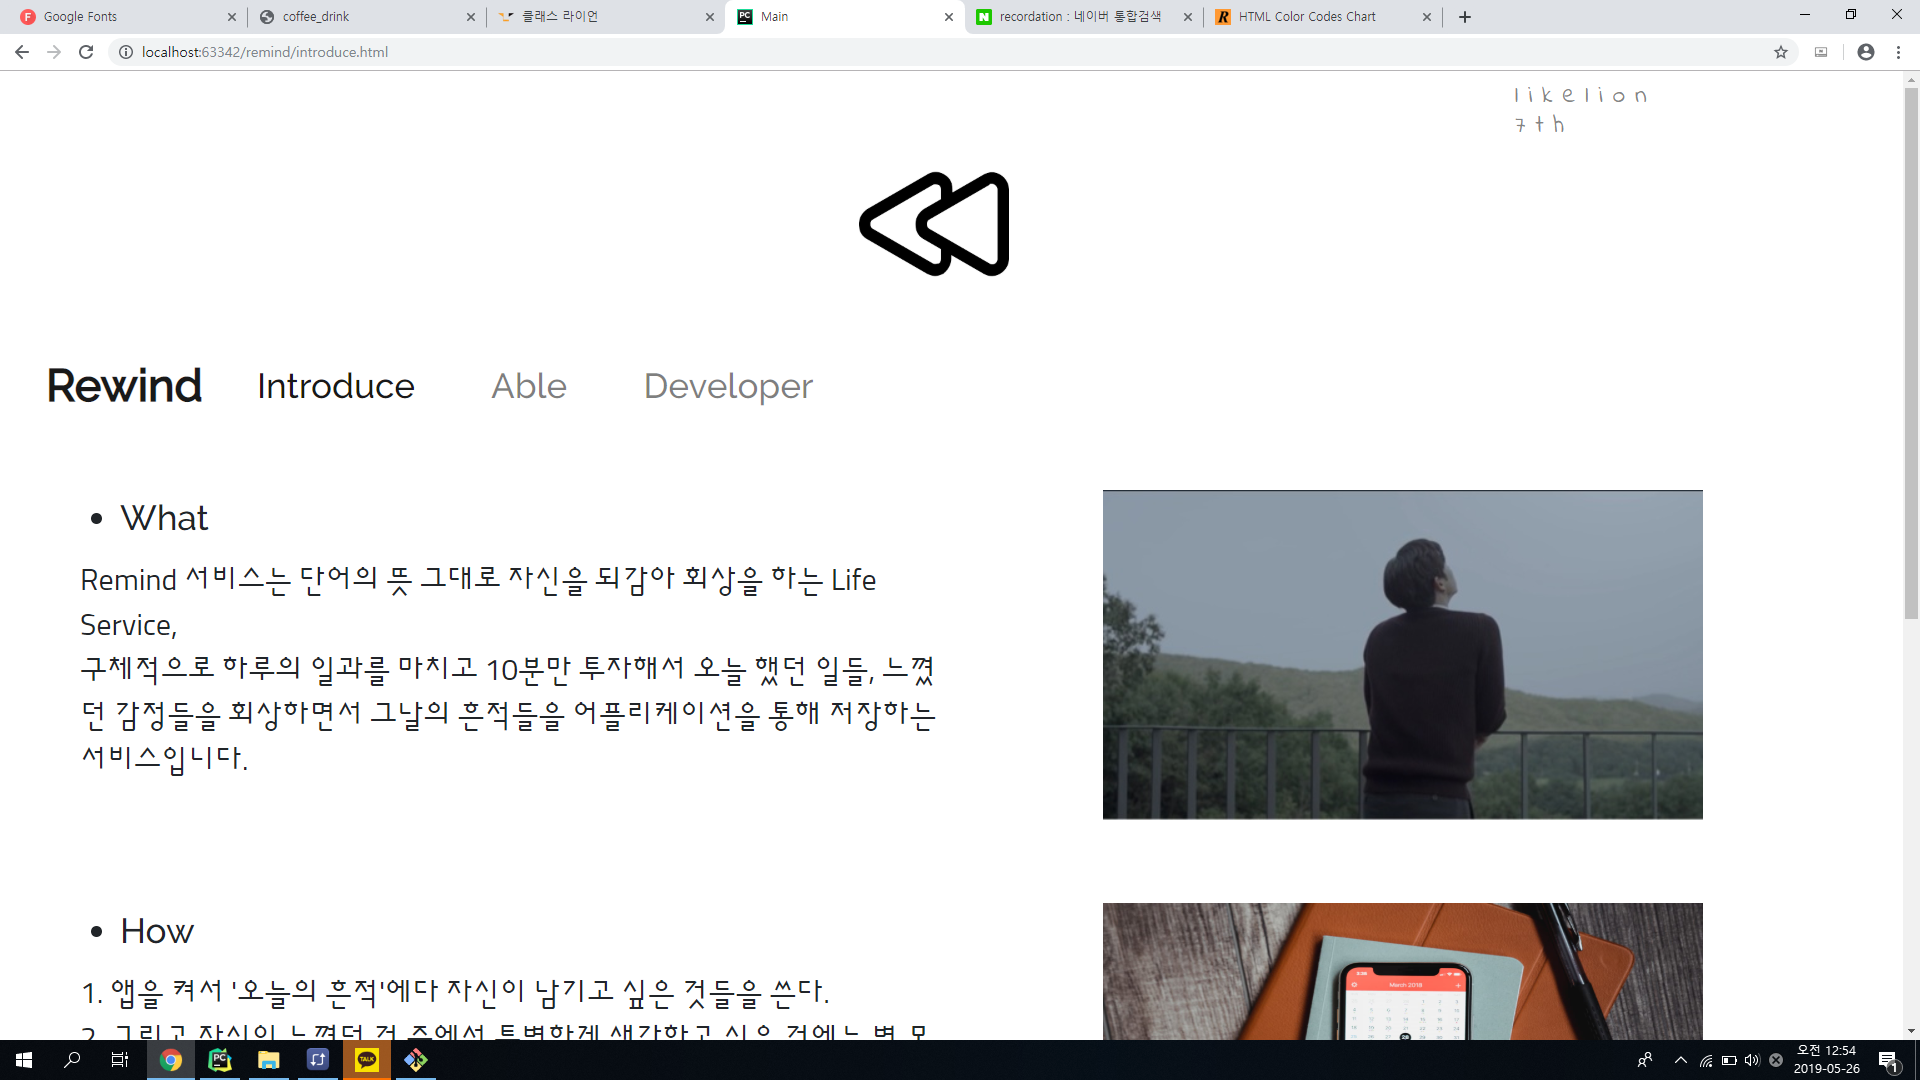 Google Fonts
coffee_drink
클래스 라이언
Main
recordation : 네이버 통합검색
HTML Color Codes Chart
localhost:63342/remind/introduce.html
likelion
7th
Rewind Introduce Able Developer
What
Remind 서비스는 단어의 뜻 그대로 자신을 되감아 회상을 하는 Life
Service,
구체적으로 하루의 일과를 마치고 10분만 투자해서 오늘 했던 일들, 느꼈
던 감정들을 회상하면서 그날의 흔적들을 어플리케이션을 통해 저장하는
서비스입니다.
How
1. 앱을 켜서 '오늘의 흔적'에다 자신이 남기고 싶은 것들을 쓴다.
2. 그리고 자신이 느꼈던 것 중에서 특별하게 생각하고 싶은 것에는 별 모
March 2019
TALK
오전 12:54
2019-05-26
1